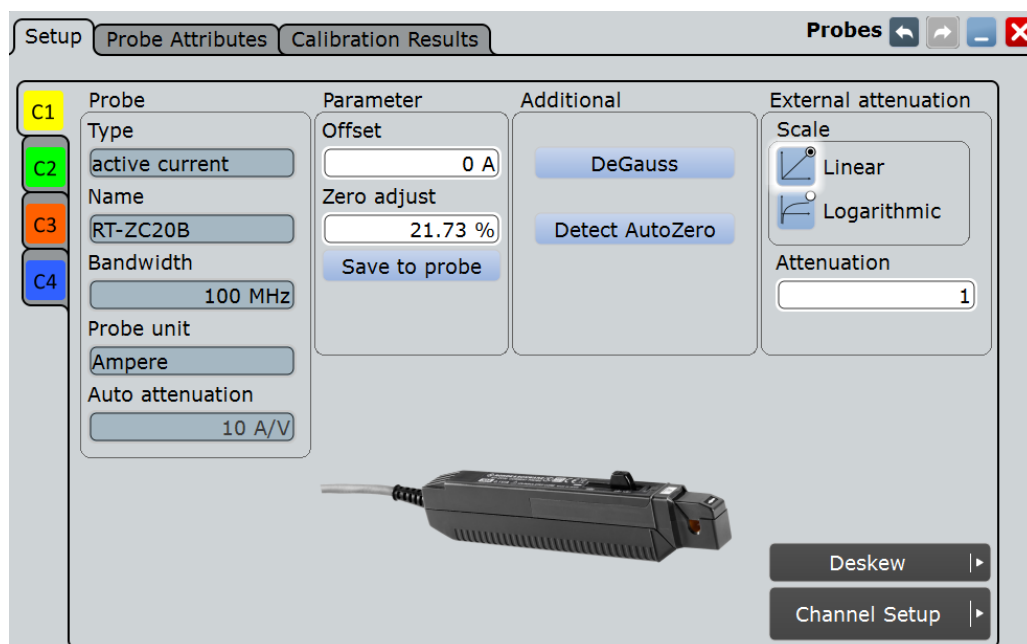 Setup
Probe Attributes
Calibration Results
Probes
C1
C2
C3
C4
Probe
Type
active current
Name
RT-ZC20B
Bandwidth
100 MHz
Probe unit
Ampere
Auto attenuation
10 A/V
Parameter
Offset
0 A
Zero adjust
21.73 %
Save to probe
Additional
DeGauss
Detect AutoZero
External attenuation
Scale
Linear
Logarithmic
Attenuation
1
Deskew
Channel Setup